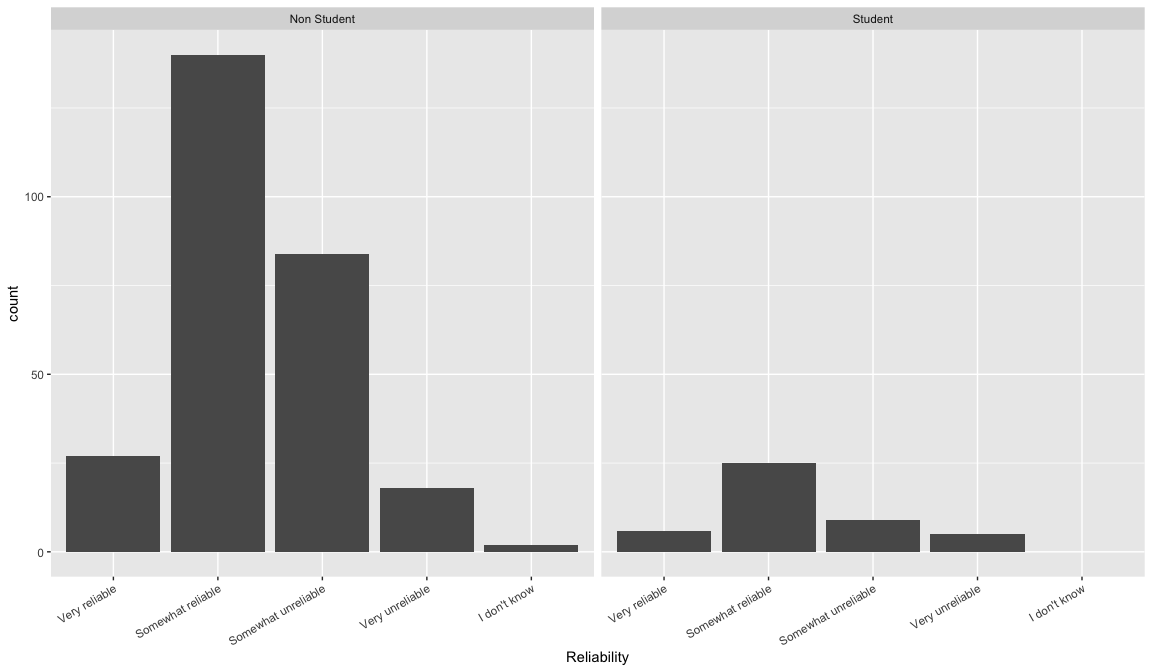 Non Student
Student
100
50
0
count
Very reliable
Somewhat reliable
Somewhat unreliable
Very unreliable
I don't know
Very reliable
Somewhat reliable
Somewhat unreliable
Very unreliable
I don't know
Reliability